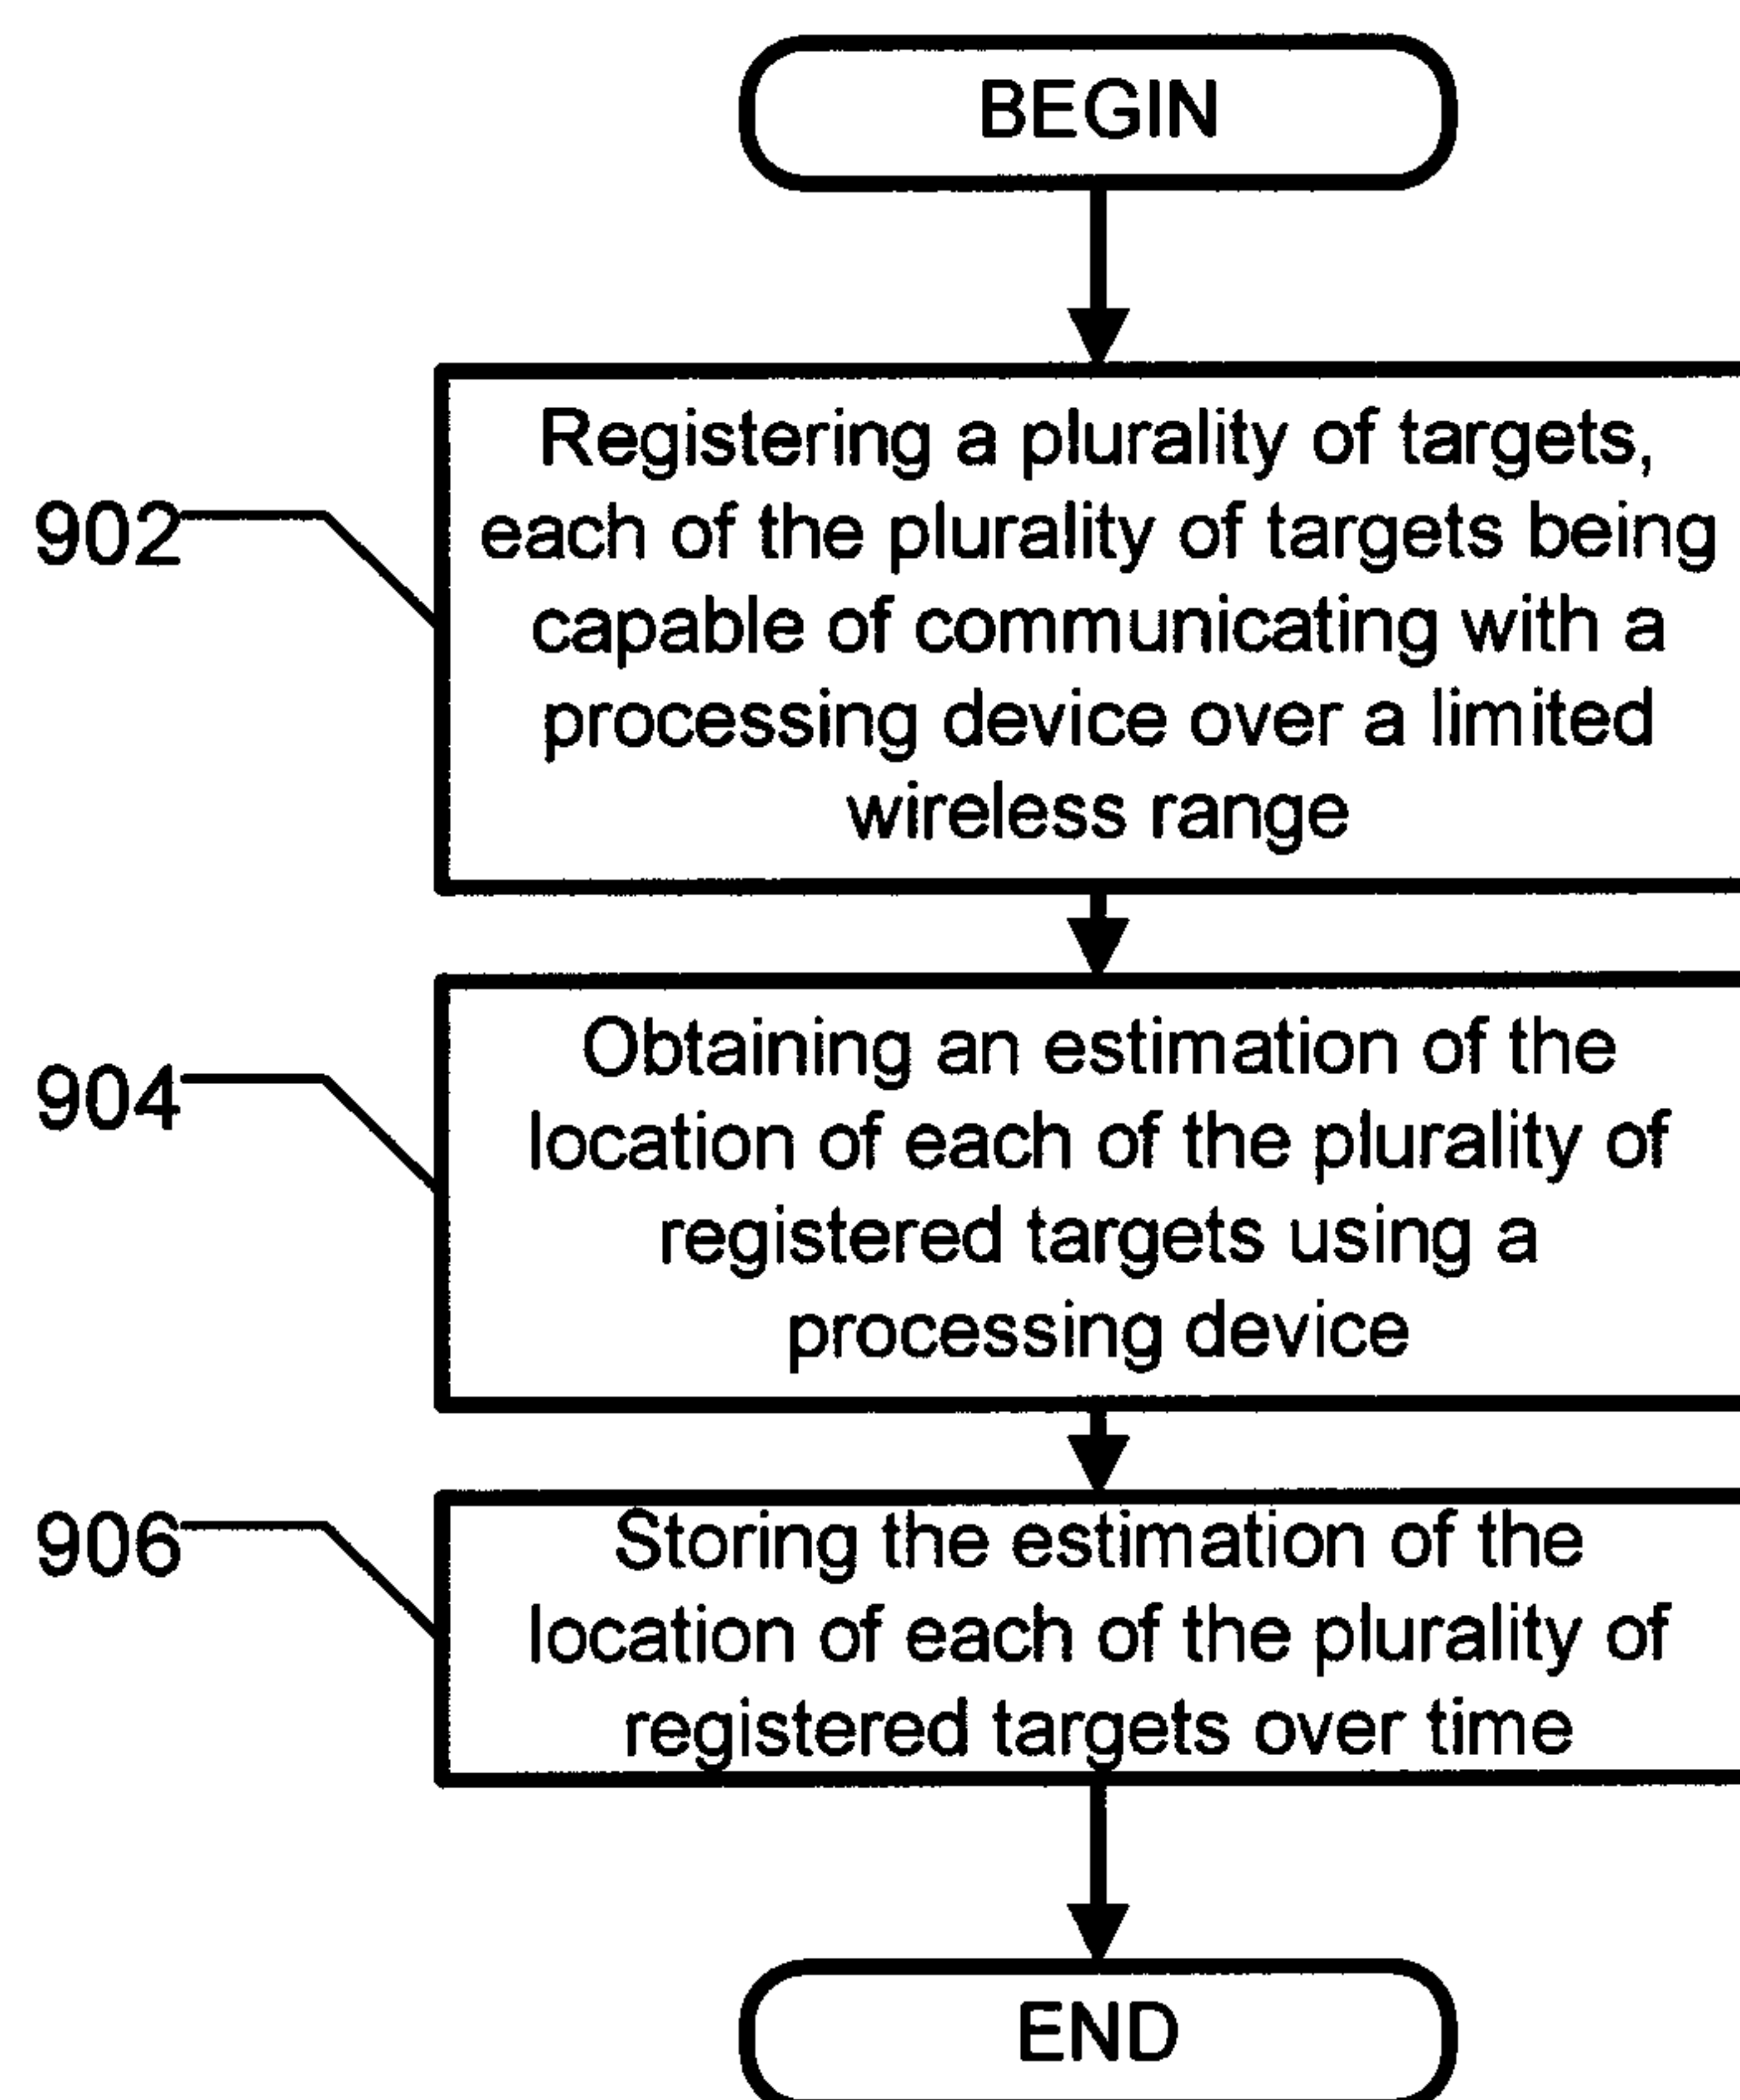 BEGIN
902
Registering a plurality of targets,
each of the plurality of targets being
capable of communicating with a
processing device over a limited
wireless range
904
Obtaining an estimation of the
location of each of the plurality of
registered targets using a
processing device
906
Storing the estimation of the
location of each of the plurality of
registered targets over time
END